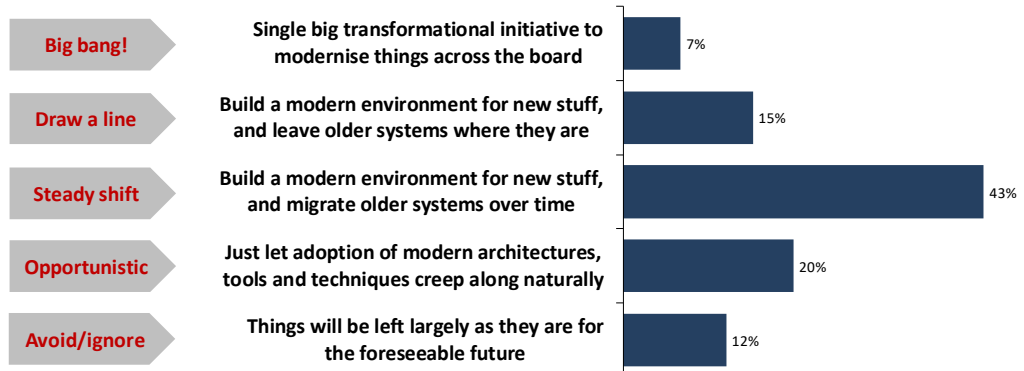 Big bang!
Single big transformational initiative to
modernise things across the board
7%
Draw a line
Build a modern environment for new stuff,
and leave older systems where they are
15%
Steady shift
Build a modern environment for new stuff,
and migrate older systems over time
43%
Opportunistic
Just let adoption of modern architectures,
tools and techniques creep along naturally
20%
Avoid/ignore
Things will be left largely as they are for
the foreseeable future
12%